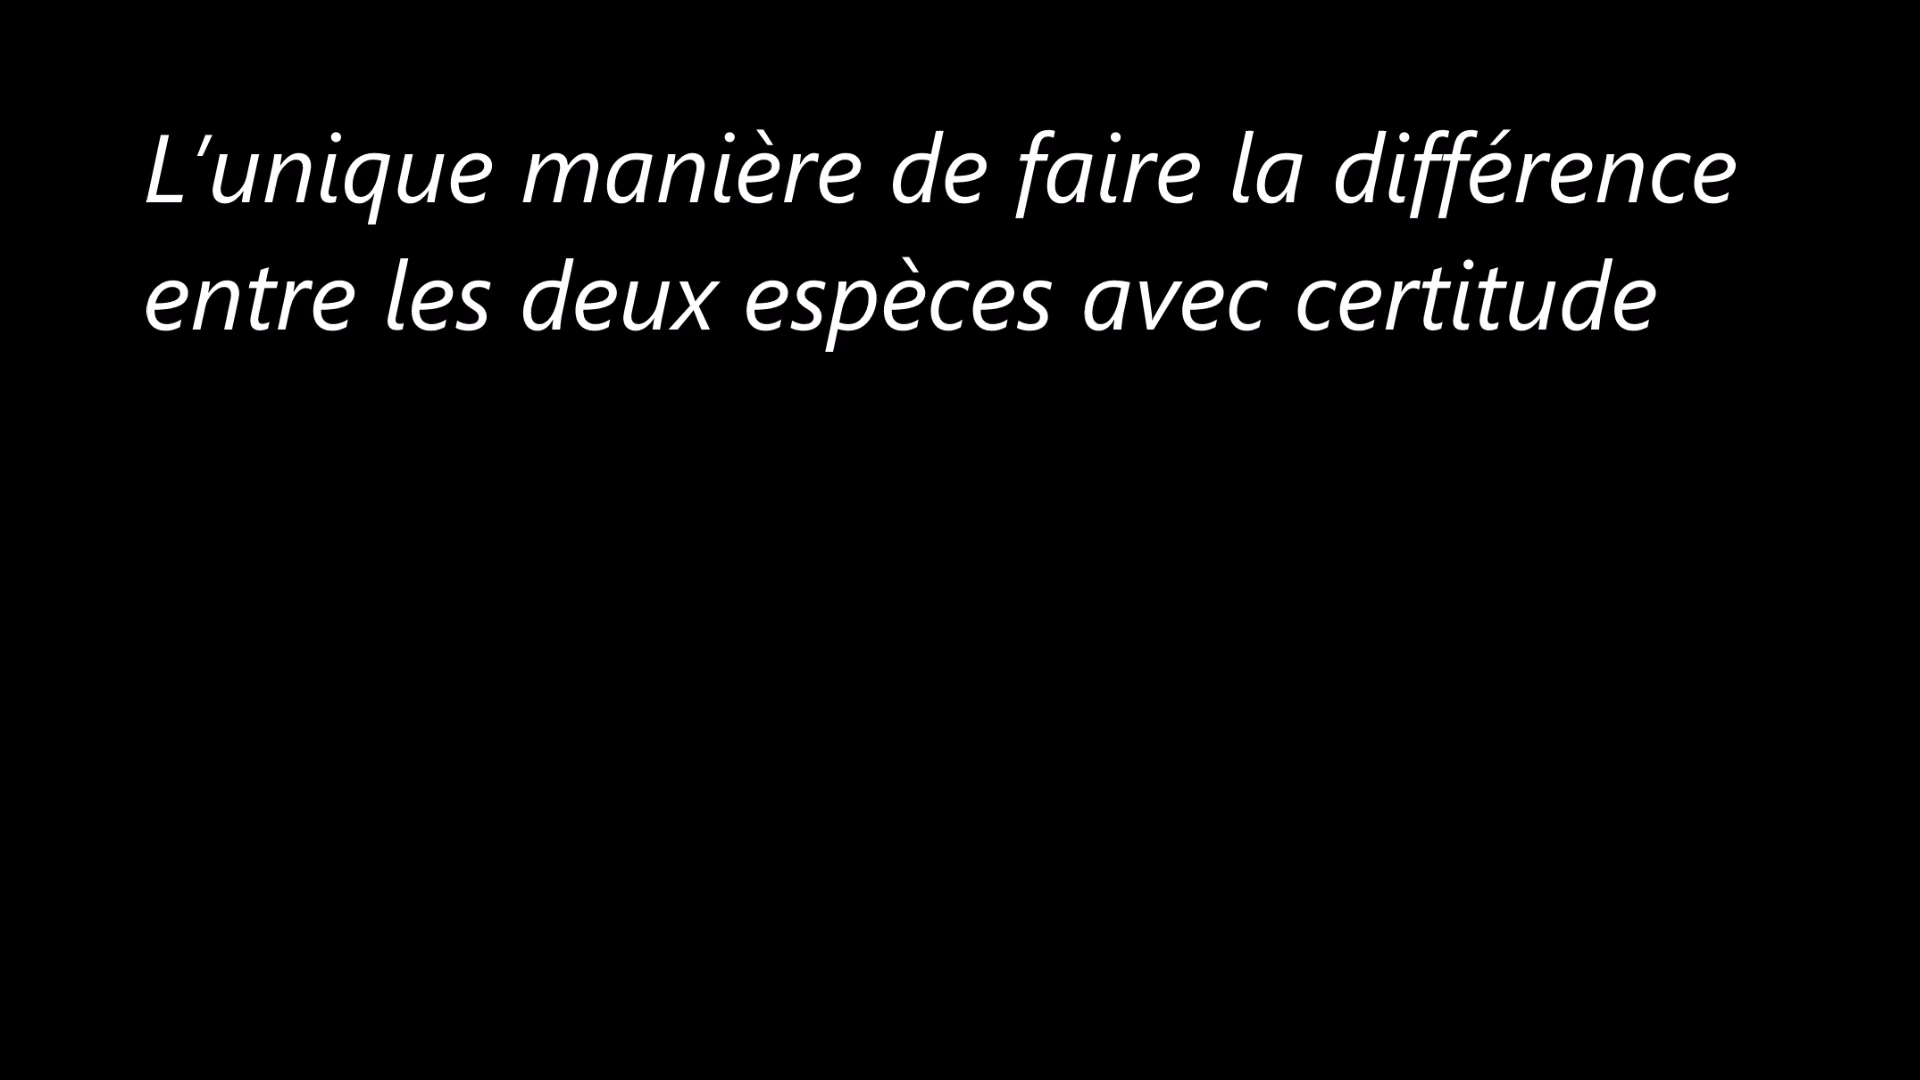 L’unique manière de faire la différence
entre les deux espèces avec certitude